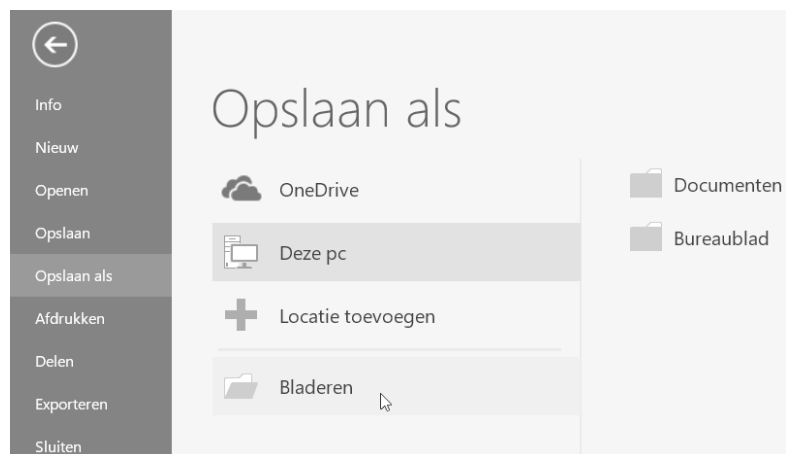 Info
Nieuw
Openen
Opslaan
Opslaan als
Afdrukken
Delen
Exporteren
Sluiten
Opslaan als
OneDrive
Deze pc
Locatie toevoegen
Bladeren
Documenten
Bureaublad